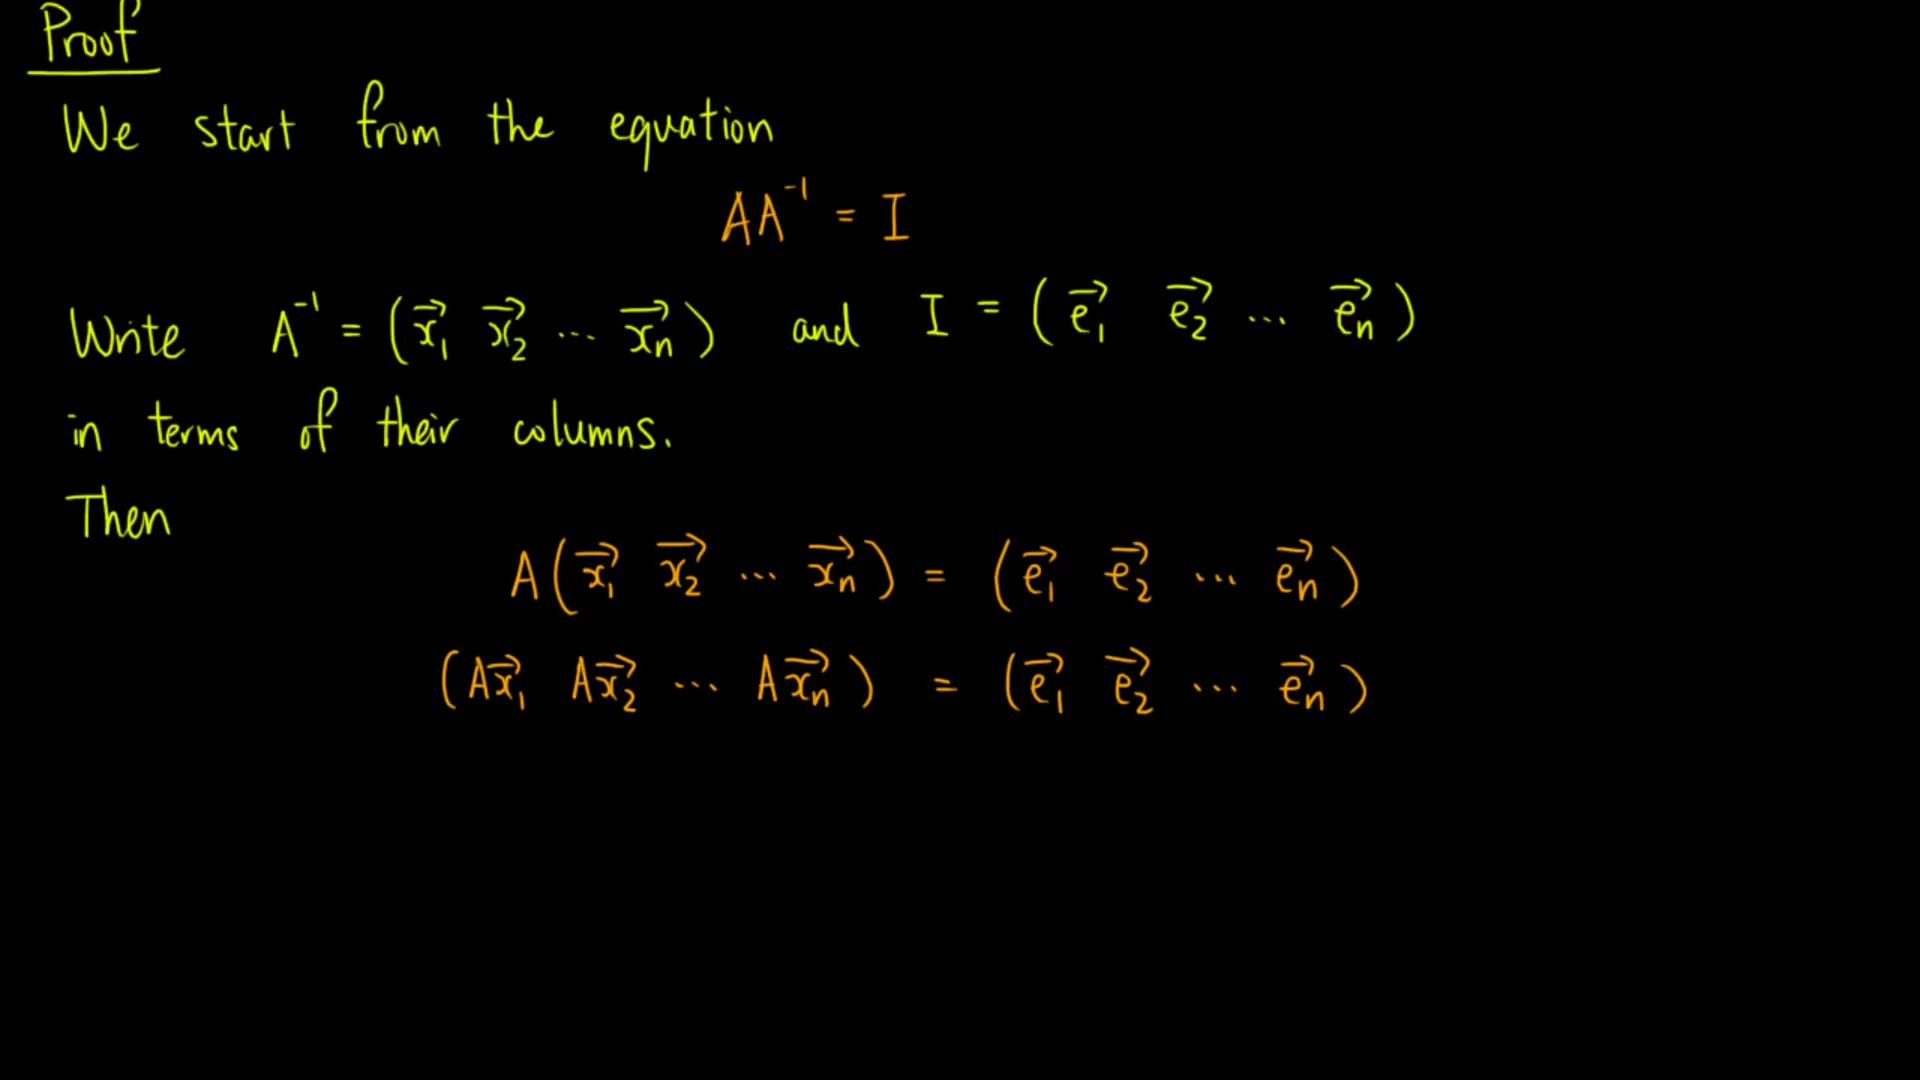 Proof
We start from the equation
AA⁻¹ = I
Write A⁻¹ = (x⃗₁ x⃗₂ ... x⃗ₙ) and I = (e⃗₁ e⃗₂ ... e⃗ₙ)
in terms of their columns.
Then
A(x⃗₁ x⃗₂ ... x⃗ₙ) = (e⃗₁ e⃗₂ ... e⃗ₙ)
(Ax⃗₁ Ax⃗₂ ... Ax⃗ₙ) = (e⃗₁ e⃗₂ ... e⃗ₙ)